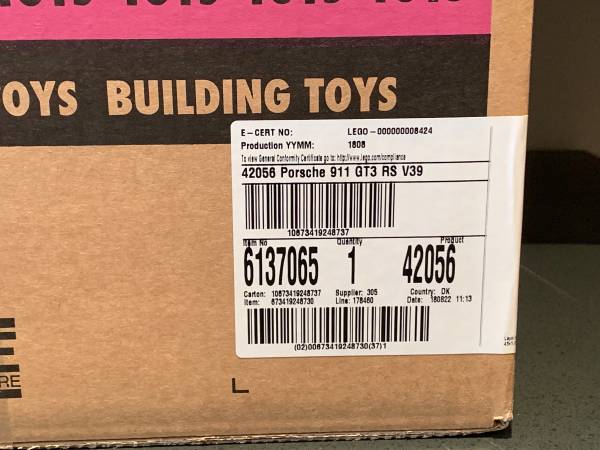 OYS BUILDING TOYS
E-CERT NO: LEGO-000000008424
Production YYMM: 1808
To view General Conformity Certificate go to: http://www.lego.com/compliance
42056 Porsche 911 GT3 RS V39
10673419248737
Item No Quantity Product
6137065 1 42056
Carton: 10673419248737 Supplier: 305 Country: DK
Item: 673419248730 Line: 178460 Date: 180822 11:13
(02)00673419248730(37)1
RE
L